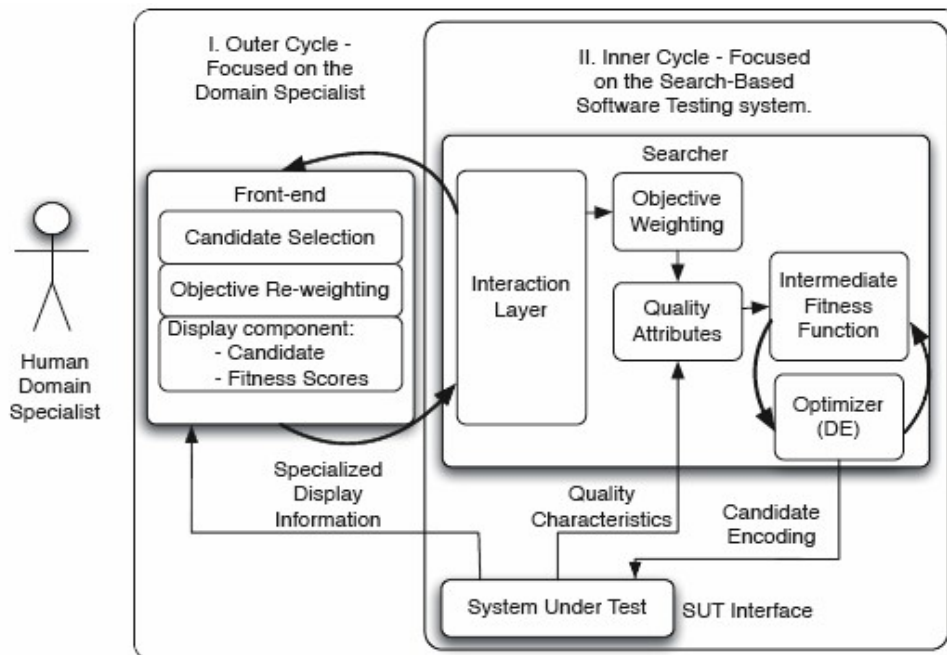 I. Outer Cycle -
Focused on the
Domain Specialist
II. Inner Cycle - Focused
on the Search-Based
Software Testing system.
Searcher
Front-end
Candidate Selection
Objective Re-weighting
Display component:
- Candidate
- Fitness Scores
Interaction
Layer
Objective
Weighting
Quality
Attributes
Intermediate
Fitness
Function
Optimizer
(DE)
Human
Domain
Specialist
Specialized
Display
Information
Quality
Characteristics
Candidate
Encoding
System Under Test
SUT Interface